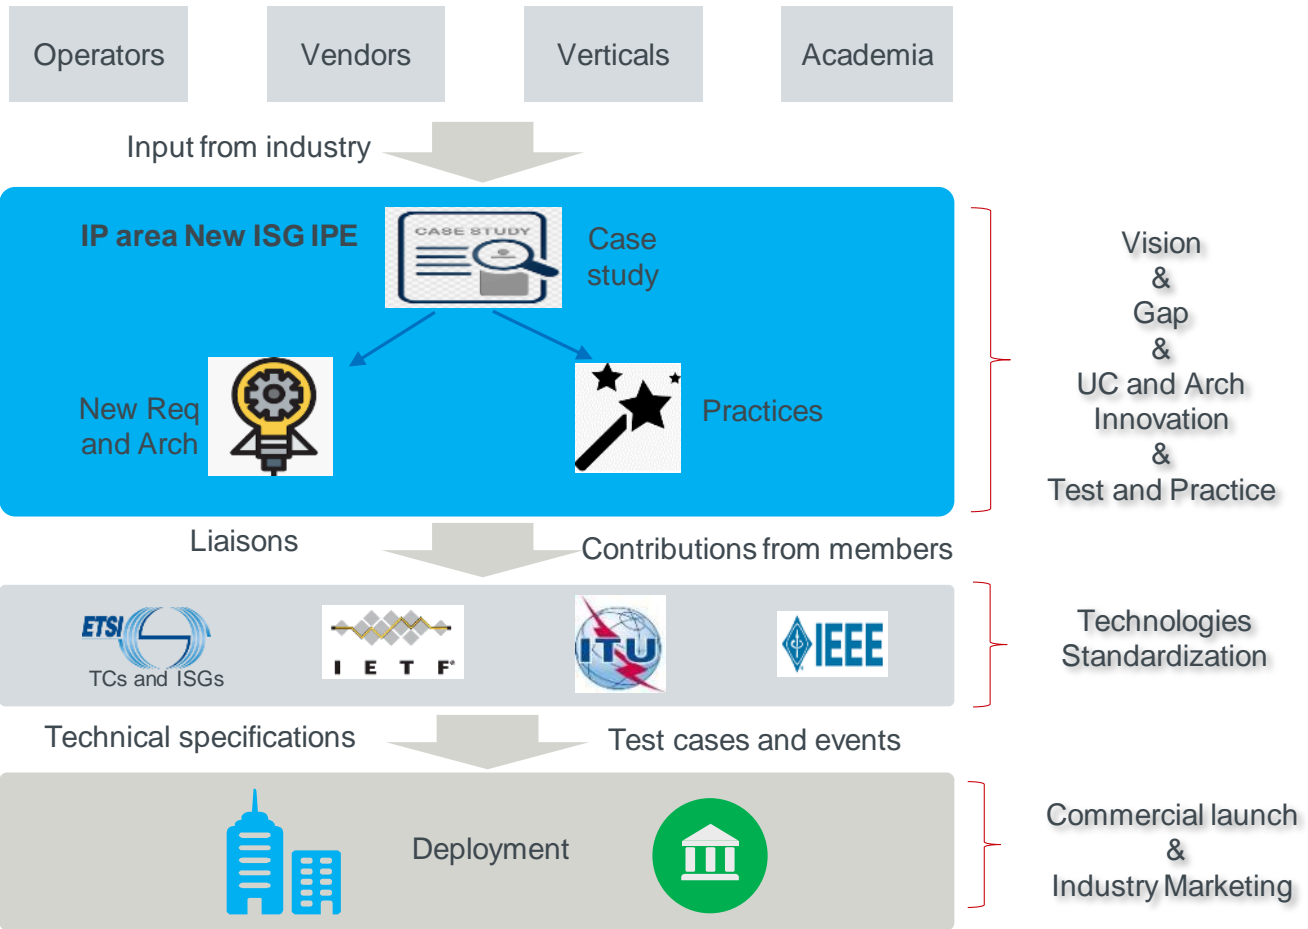 Operators
Vendors
Verticals
Academia
Input from industry
IP area New ISG IPE
CASE STUDY
Case
study
New Req
and Arch
Practices
Vision
&
Gap
&
UC and Arch
Innovation
&
Test and Practice
Liaisons
Contributions from members
ETSI
TCs and ISGs
I E T F®
ITU
IEEE
Technologies
Standardization
Technical specifications
Test cases and events
Deployment
Commercial launch
&
Industry Marketing